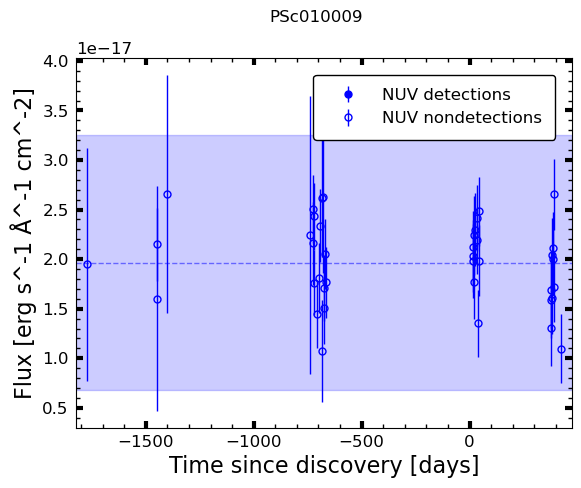 PSc010009
1e−17
4.0
3.5
3.0
2.5
2.0
1.5
1.0
0.5
NUV detections
NUV nondetections
−1500
−1000
−500
0
Time since discovery [days]
Flux [erg s^-1 Å^-1 cm^-2]